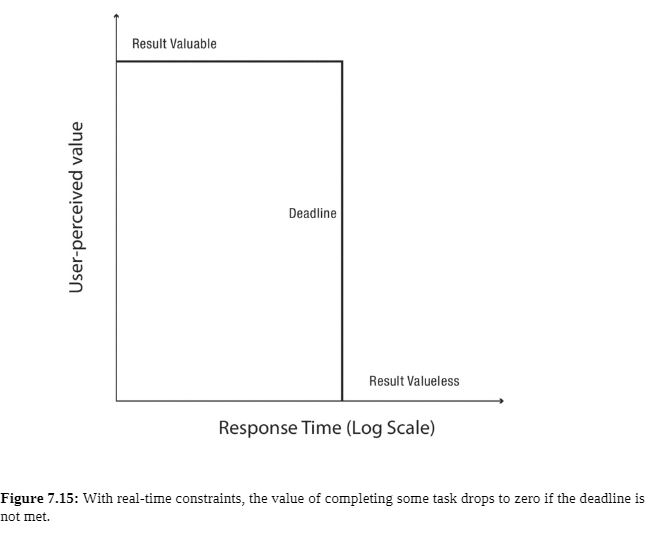 Result Valuable
User-perceived value
Deadline
Result Valueless
Response Time (Log Scale)
Figure 7.15: With real-time constraints, the value of completing some task drops to zero if the deadline is
not met.